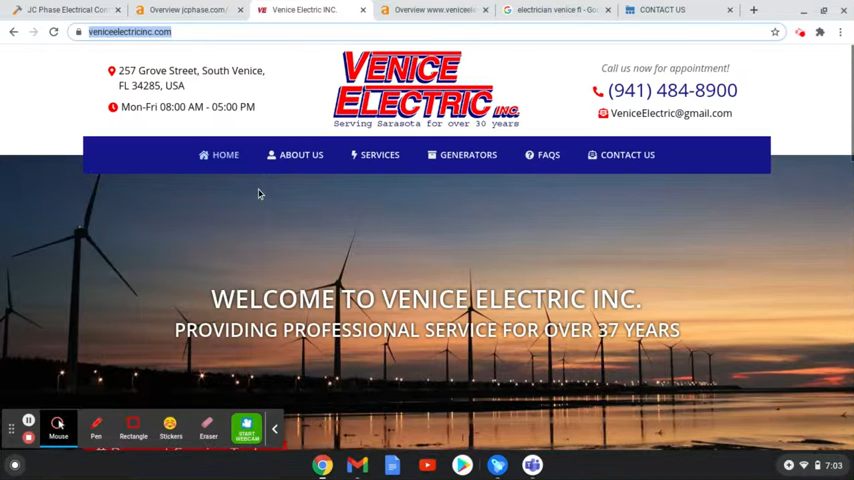 JC Phase Electrical Cont
Overview jcphase.com/
Venice Electric INC.
Overview www.veniceele
electrician venice fl - Goo
CONTACT US
veniceelectricinc.com
257 Grove Street, South Venice,
FL 34285, USA
Mon-Fri 08:00 AM - 05:00 PM
VENICE
ELECTRIC INC.
Serving Sarasota for over 30 years
Call us now for appointment!
(941) 484-8900
VeniceElectric@gmail.com
HOME
ABOUT US
SERVICES
GENERATORS
FAQS
CONTACT US
WELCOME TO VENICE ELECTRIC INC.
PROVIDING PROFESSIONAL SERVICE FOR OVER 37 YEARS
Mouse
Pen
Rectangle
Stickers
Eraser
START
WEBCAM
7:03